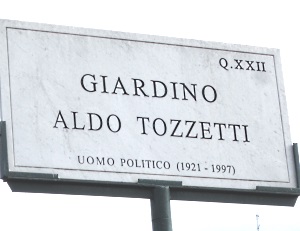 Q.XXII
GIARDINO
ALDO TOZZETTI
UOMO POLITICO (1921 - 1997)